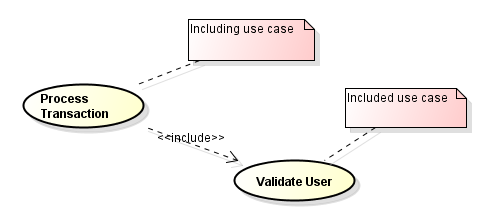 Including use case
Process
Transaction
Included use case
<<include>>
Validate User